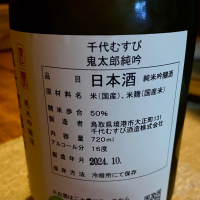 千代むすび
鬼太郎純吟
品目 日本酒 純米吟醸酒
原材料名 米(国産)、米麹(国産米)
精米歩合 50%
製造者 鳥取県境港市大正町131
千代むすび酒造株式会社
内容量 720ml
アルコール分 16度
製造年月 2024.10.
保存方法 冷暗所にて保存